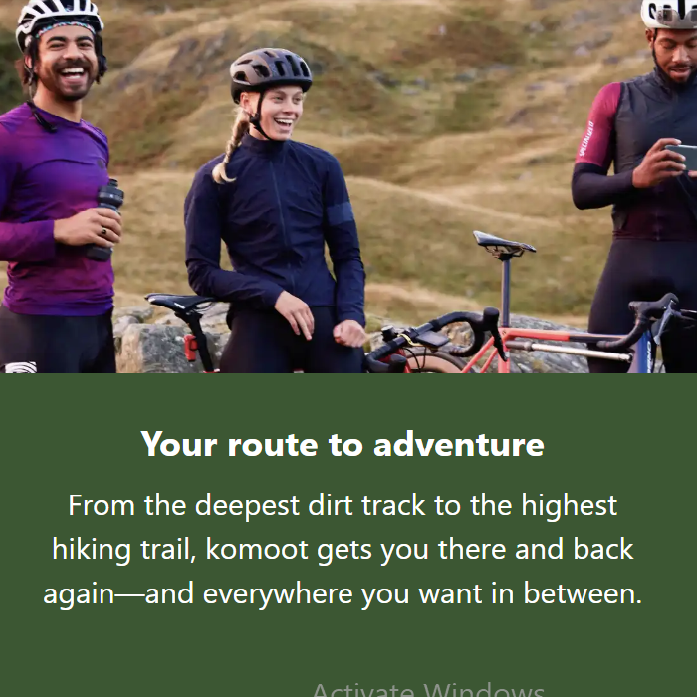 SPECIALIZED
Your route to adventure
From the deepest dirt track to the highest
hiking trail, komoot gets you there and back
again—and everywhere you want in between.
Activate Windows